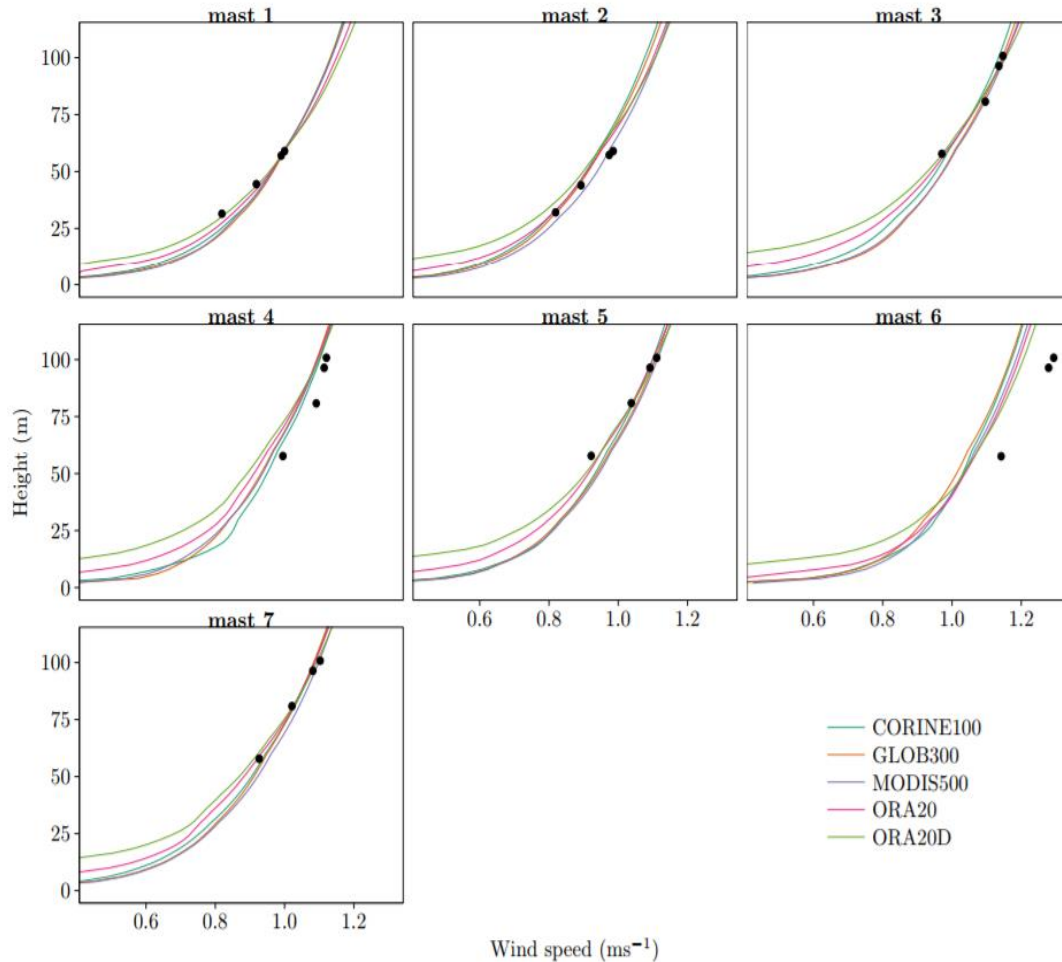 mast 1 mast 2 mast 3
100
75
50
25
0
mast 4 mast 5 mast 6
100
75
50
25
0
0.6 0.8 1.0 1.2 0.6 0.8 1.0 1.2
mast 7
100
75
50
25
0
0.6 0.8 1.0 1.2
Height (m)
Wind speed (ms⁻¹)
CORINE100
GLOB300
MODIS500
ORA20
ORA20D